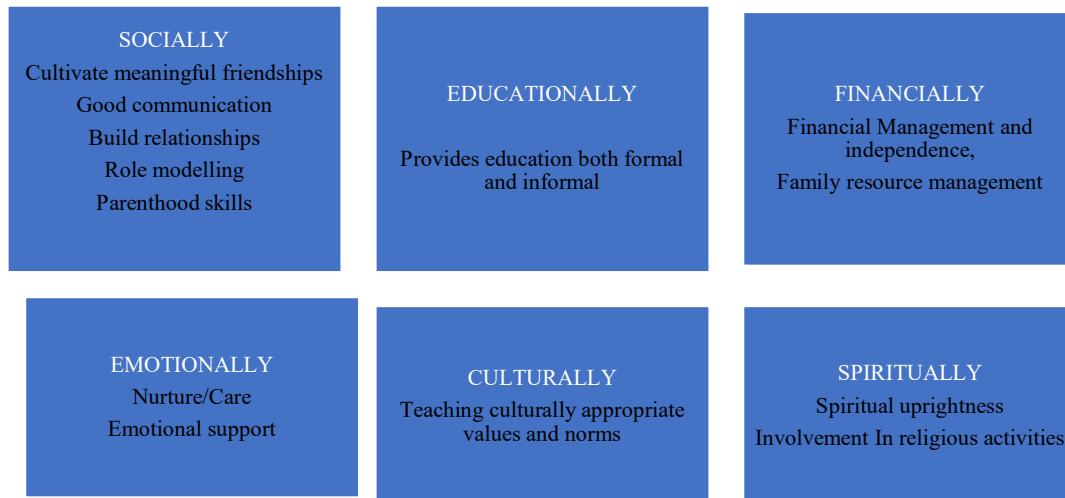 SOCIALLY
Cultivate meaningful friendships
Good communication
Build relationships
Role modelling
Parenthood skills
EDUCATIONALLY
Provides education both formal
and informal
FINANCIALLY
Financial Management and
independence,
Family resource management
EMOTIONALLY
Nurture/Care
Emotional support
CULTURALLY
Teaching culturally appropriate
values and norms
SPIRITUALLY
Spiritual uprightness
Involvement In religious activities